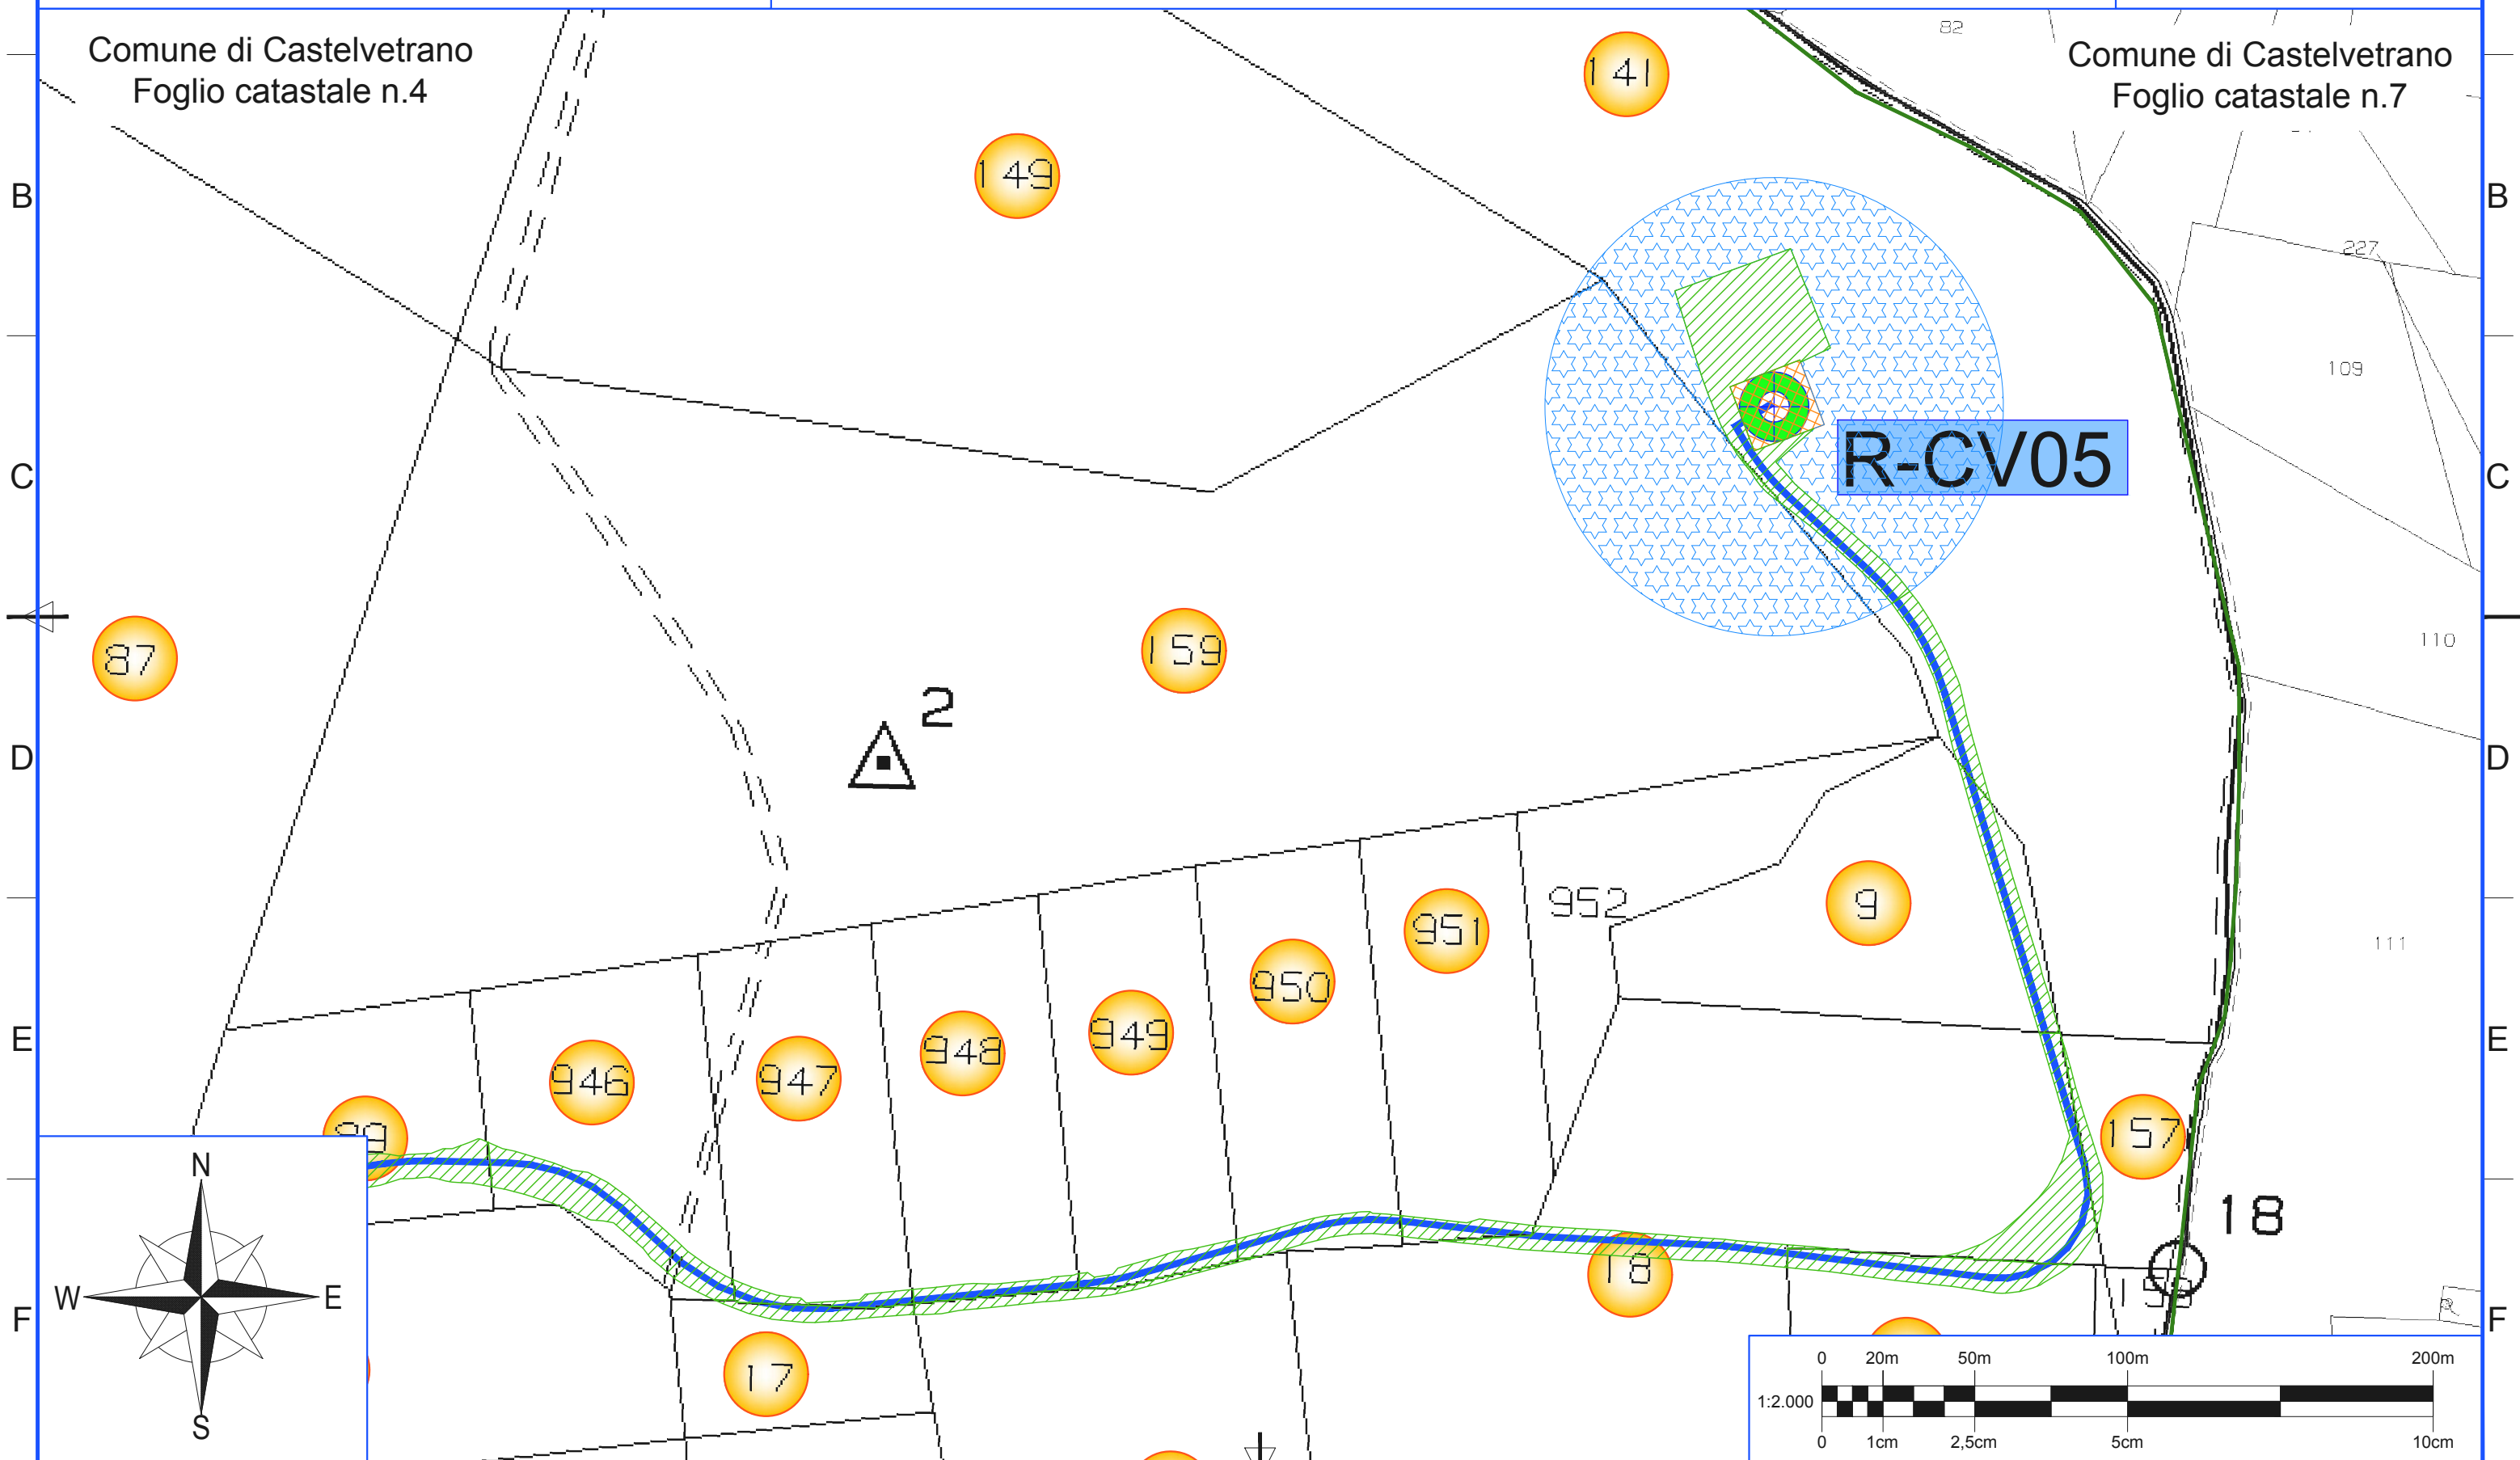 Comune di Castelvetrano
Foglio catastale n.4
82
141
Comune di Castelvetrano
Foglio catastale n.7
149
B
B
227
109
R-CV05
C
C
110
87
159
2
D
D
952
9
951
111
950
949
E
E
948
947
946
157
18
N
W
E
S
18
F
F
17
0 20m 50m 100m 200m
1:2.000
0 1cm 2,5cm 5cm 10cm